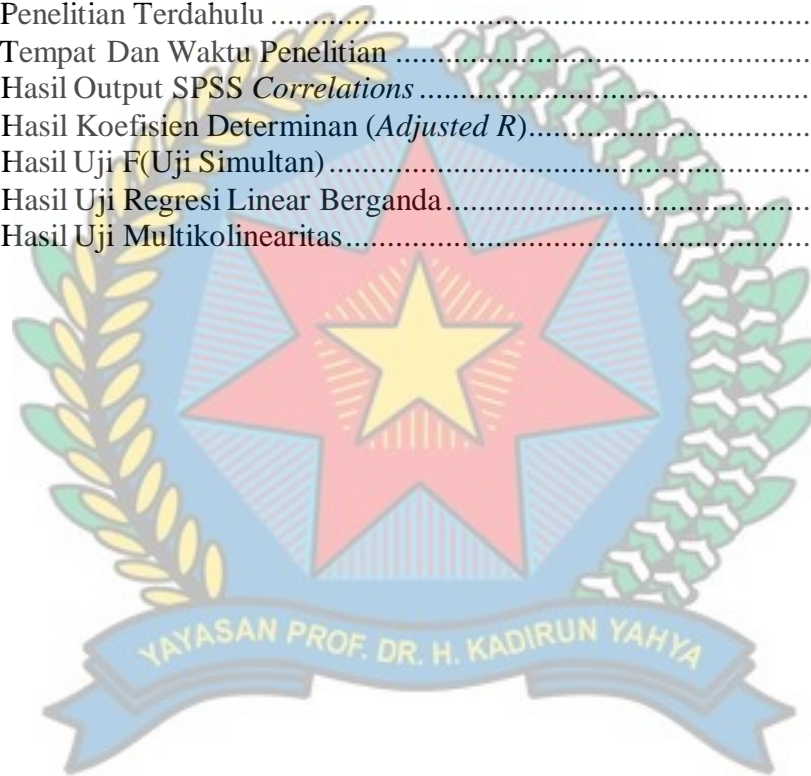 Penelitian Terdahulu ........................................................
Tempat Dan Waktu Penelitian ........................................
Hasil Output SPSS Correlations .....................................
Hasil Koefisien Determinan (Adjusted R)........................
Hasil Uji F(Uji Simultan) ................................................
Hasil Uji Regresi Linear Berganda ..................................
Hasil Uji Multikolinearitas ..............................................
YAYASAN PROF. DR. H. KADIRUN YAHYA